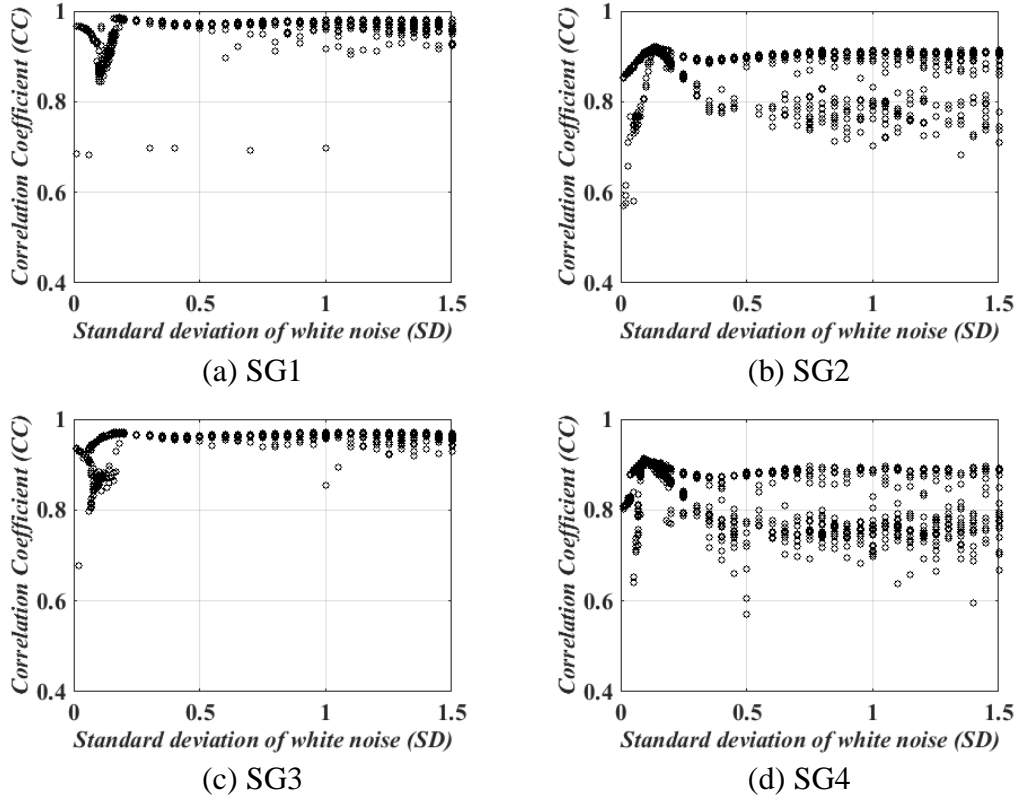 Correlation Coefficient (CC)
1
0.8
0.6
0.4
0
0.5
1
1.5
Standard deviation of white noise (SD)
(a) SG1
Correlation Coefficient (CC)
1
0.8
0.6
0.4
0
0.5
1
1.5
Standard deviation of white noise (SD)
(b) SG2
Correlation Coefficient (CC)
1
0.8
0.6
0.4
0
0.5
1
1.5
Standard deviation of white noise (SD)
(c) SG3
Correlation Coefficient (CC)
1
0.8
0.6
0.4
0
0.5
1
1.5
Standard deviation of white noise (SD)
(d) SG4